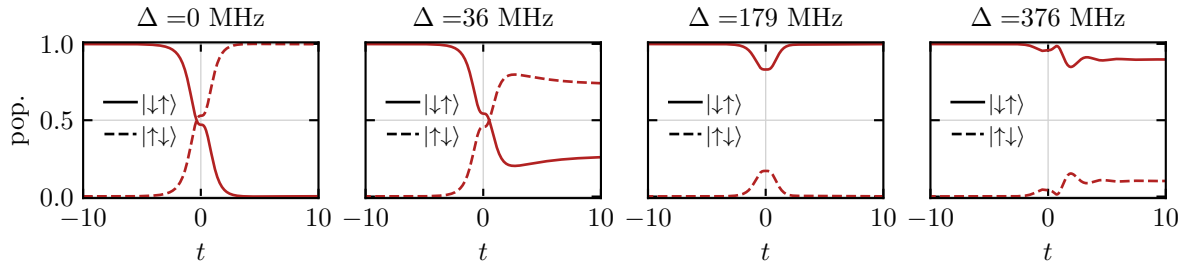 Δ =0 MHz
Δ =36 MHz
Δ =179 MHz
Δ =376 MHz
pop.
1.0
0.5
0.0
|↓↑⟩
|↑↓⟩
|↓↑⟩
|↑↓⟩
|↓↑⟩
|↑↓⟩
|↓↑⟩
|↑↓⟩
−10 0 10
−10 0 10
−10 0 10
−10 0 10
t
t
t
t